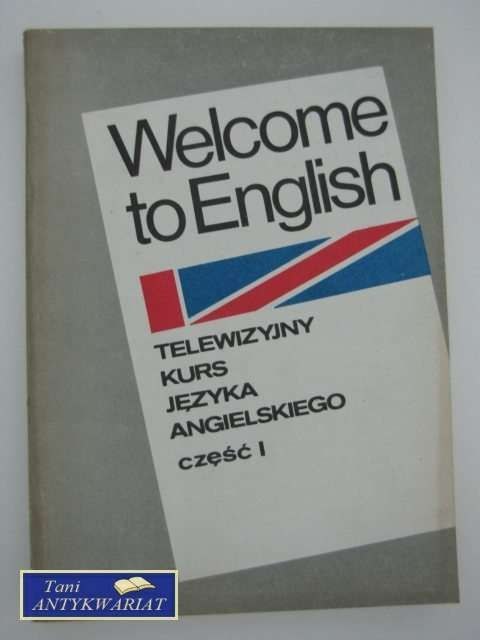 Welcome
to English
TELEWIZYJNY
KURS
JĘZYKA
ANGIELSKIEGO
część I
Tani
ANTYKWARIAT